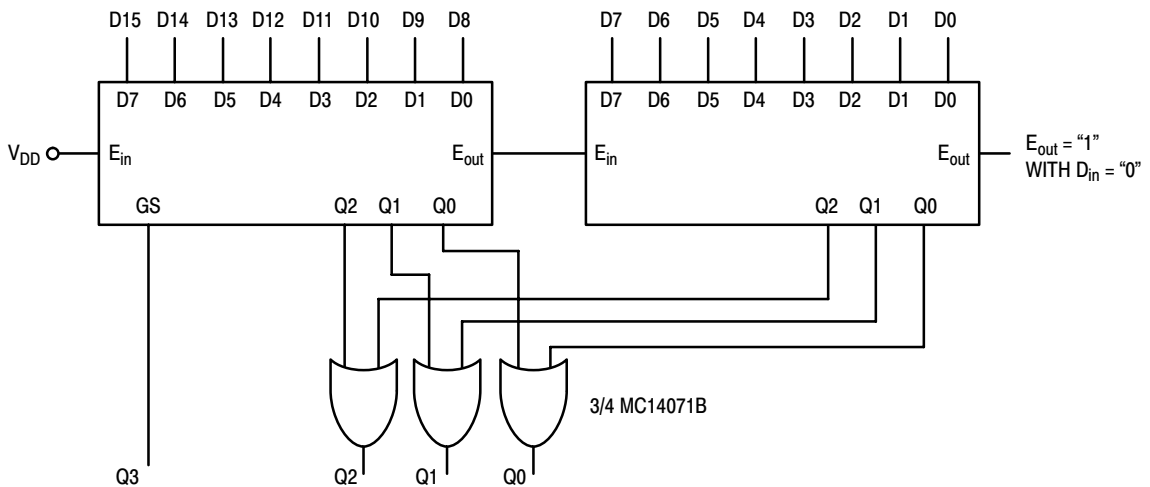 D15 D14 D13 D12 D11 D10 D9 D8 D7 D6 D5 D4 D3 D2 D1 D0
D7 D6 D5 D4 D3 D2 D1 D0 D7 D6 D5 D4 D3 D2 D1 D0
VDD Ein Eout Ein Eout Eout = “1”
WITH Din = “0”
GS Q2 Q1 Q0 Q2 Q1 Q0
3/4 MC14071B
Q3 Q2 Q1 Q0